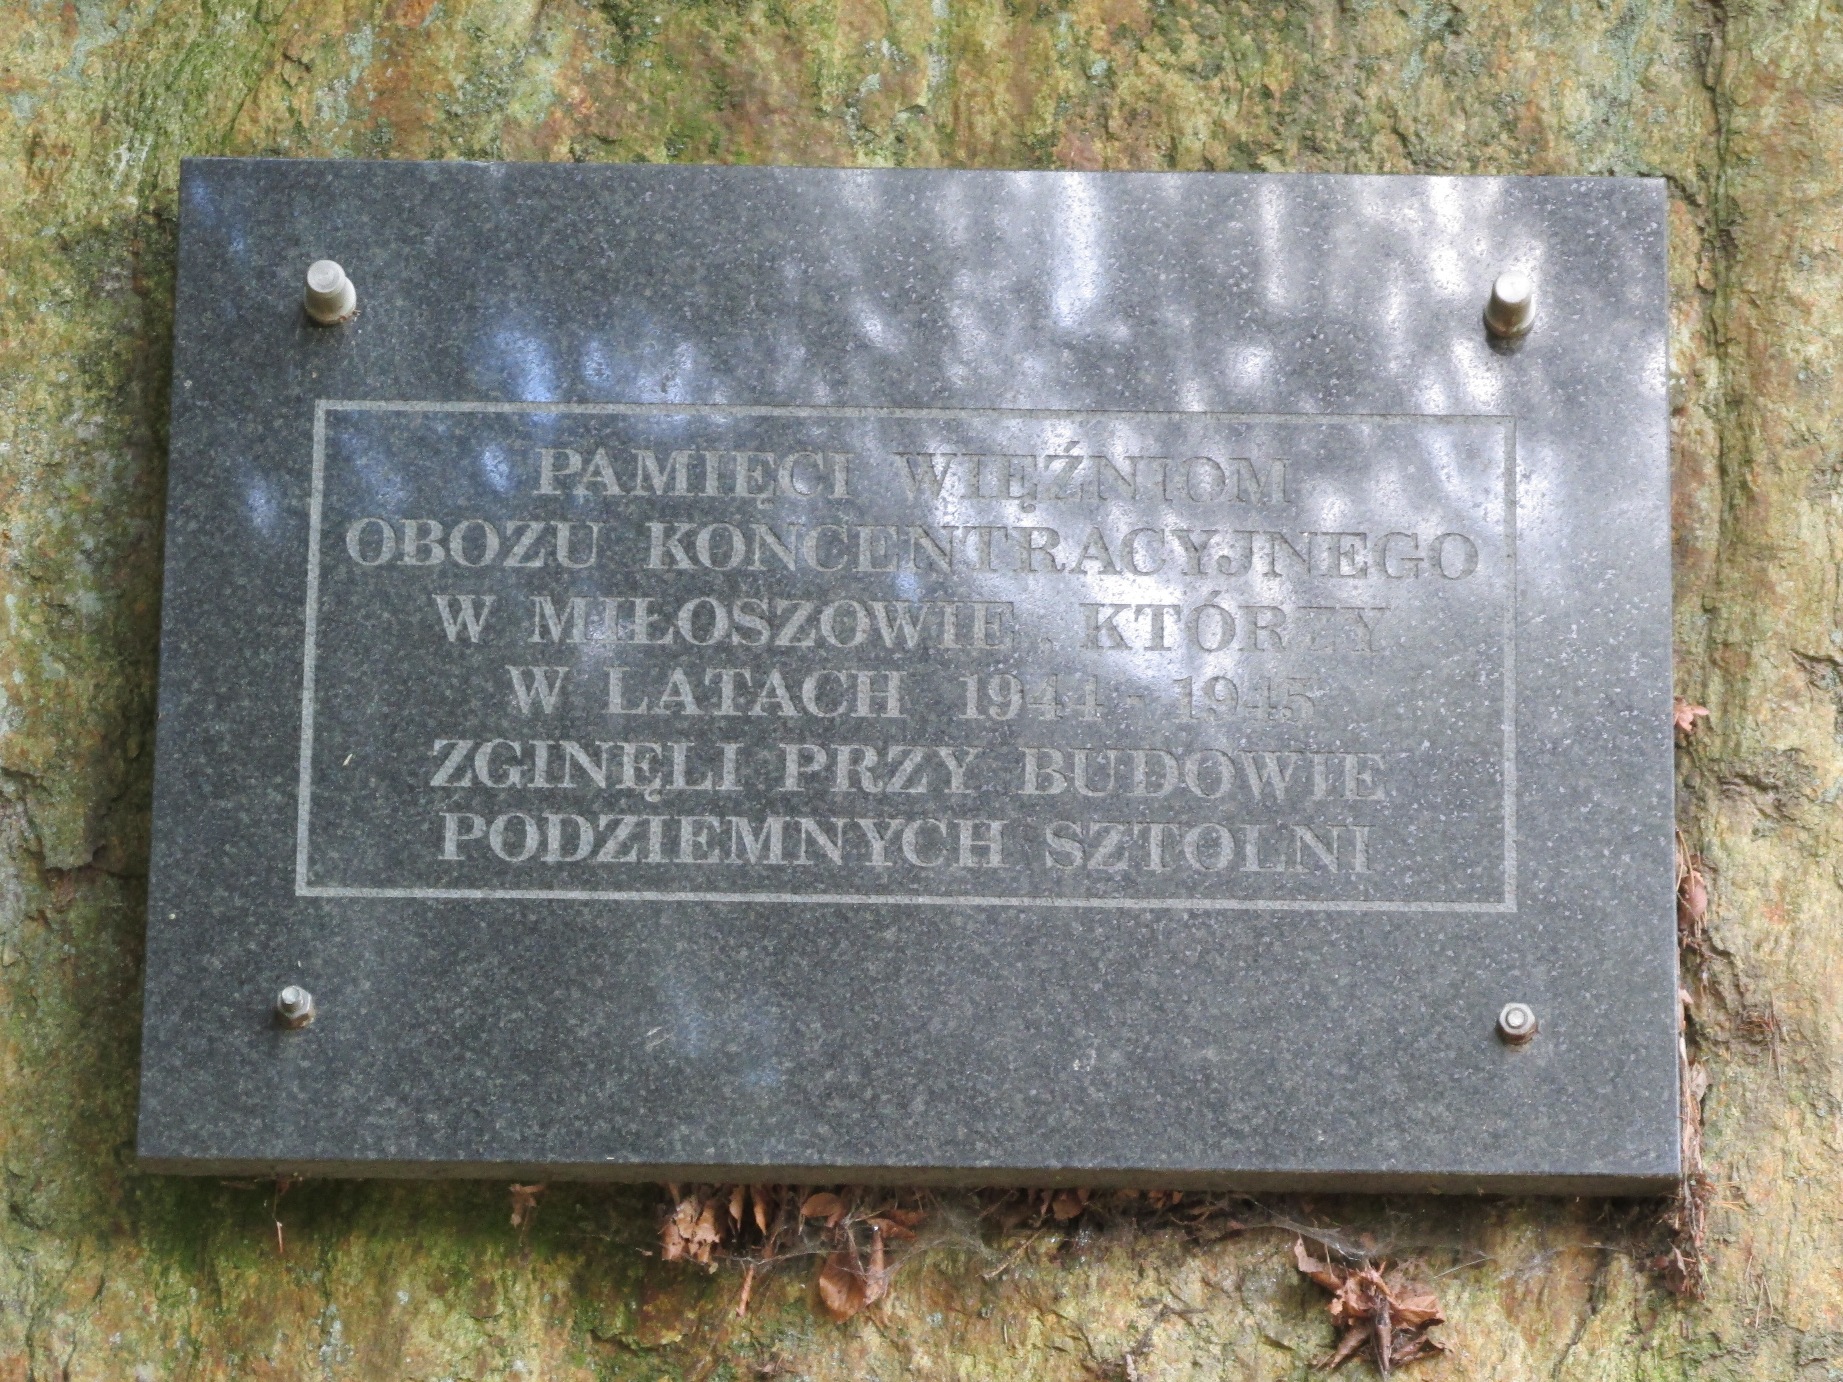 PAMIĘCI WIĘŹNIOM
OBOZU KONCENTRACYJNEGO
W MIŁOSZOWIE, KTÓRZY
W LATACH 1944 - 1945
ZGINĘLI PRZY BUDOWIE
PODZIEMNYCH SZTOLNI